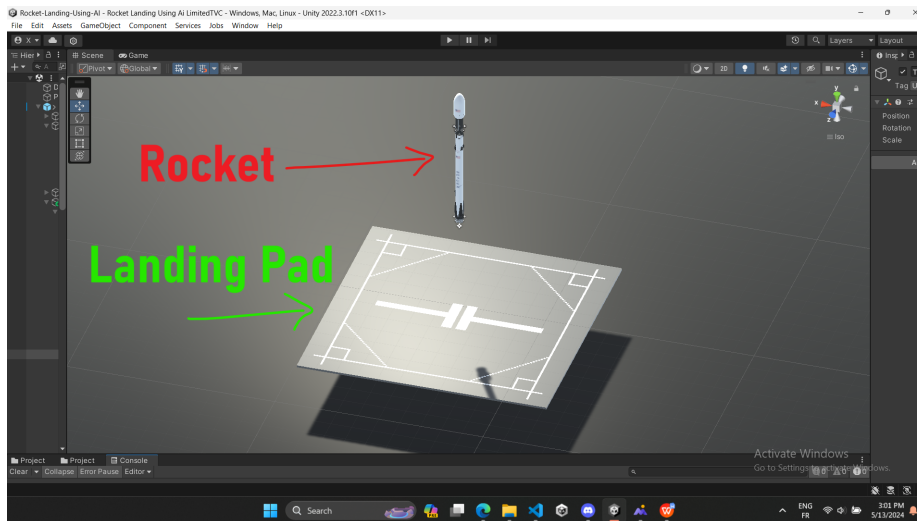 Rocket-Landing-Using-AI - Rocket Landing Using Ai LimitedTVC - Windows, Mac, Linux - Unity 2022.3.10f1 <DX11>
File Edit Assets GameObject Component Services Jobs Window Help
X
Layers
Layout
Hier
Scene
Game
Insp
All
Pivot
Global
2D
Tag U
y
x
z
Iso
Position
Rotation
Scale
A
Rocket
Landing Pad
Project
Project
Console
Clear Collapse Error Pause Editor
Activate Windows
Go to Settings to activate Windows.
Search
ENG
FR
3:01 PM
5/13/2024